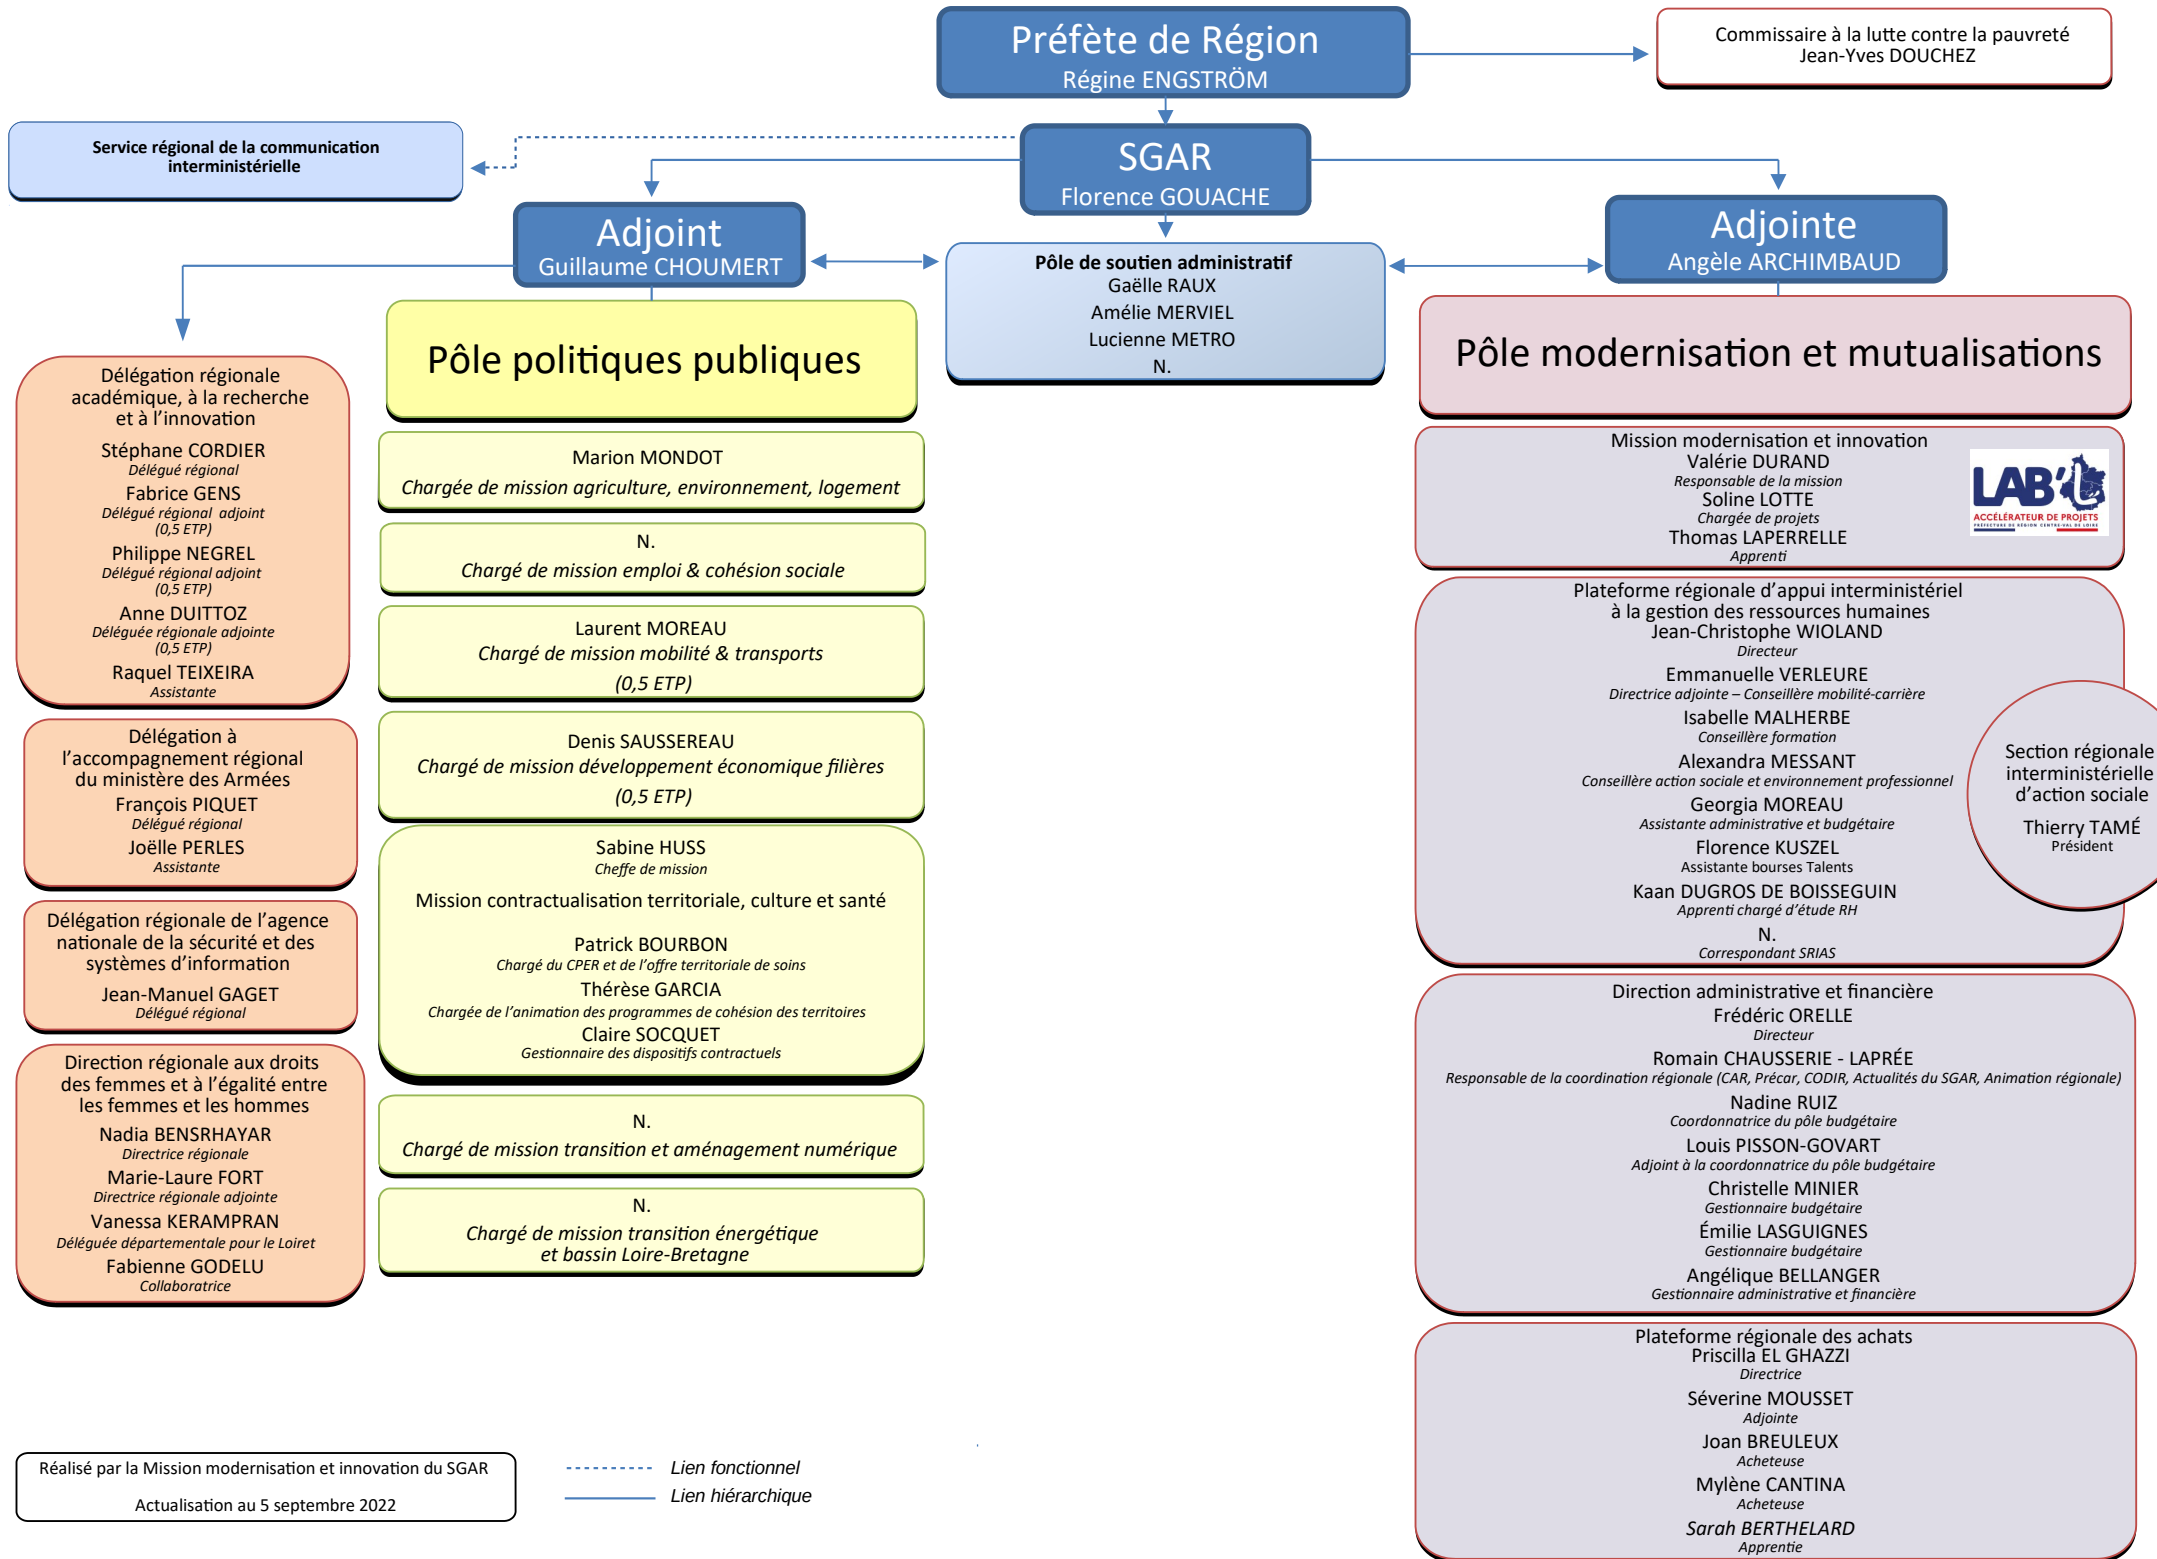 Préfète de Région
Régine ENGSTRÖM
Commissaire à la lutte contre la pauvreté
Jean-Yves DOUCHEZ
Service régional de la communication
interministérielle
SGAR
Florence GOUACHE
Adjoint
Guillaume CHOUMERT
Pôle de soutien administratif
Gaëlle RAUX
Amélie MERVIEL
Lucienne METRO
N.
Adjointe
Angèle ARCHIMBAUD
Délégation régionale
académique, à la recherche
et à l'innovation
Stéphane CORDIER
Délégué régional
Fabrice GENS
Délégué régional adjoint
(0,5 ETP)
Philippe NEGREL
Délégué régional adjoint
(0,5 ETP)
Anne DUITTOZ
Déléguée régionale adjointe
(0,5 ETP)
Raquel TEIXEIRA
Assistante
Délégation à
l'accompagnement régional
du ministère des Armées
François PIQUET
Délégué régional
Joëlle PERLES
Assistante
Délégation régionale de l'agence
nationale de la sécurité et des
systèmes d'information
Jean-Manuel GAGET
Délégué régional
Direction régionale aux droits
des femmes et à l'égalité entre
les femmes et les hommes
Nadia BENSRHAYAR
Directrice régionale
Marie-Laure FORT
Directrice régionale adjointe
Vanessa KERAMPRAN
Déléguée départementale pour le Loiret
Fabienne GODELU
Collaboratrice
Pôle politiques publiques
Marion MONDOT
Chargée de mission agriculture, environnement, logement
N.
Chargé de mission emploi & cohésion sociale
Laurent MOREAU
Chargé de mission mobilité & transports
(0,5 ETP)
Denis SAUSSEREAU
Chargé de mission développement économique filières
(0,5 ETP)
Sabine HUSS
Cheffe de mission
Mission contractualisation territoriale, culture et santé
Patrick BOURBON
Chargé du CPER et de l'offre territoriale de soins
Thérèse GARCIA
Chargée de l'animation des programmes de cohésion des territoires
Claire SOCQUET
Gestionnaire des dispositifs contractuels
N.
Chargé de mission transition et aménagement numérique
N.
Chargé de mission transition énergétique
et bassin Loire-Bretagne
Pôle modernisation et mutualisations
Mission modernisation et innovation
Valérie DURAND
Responsable de la mission
Soline LOTTE
Chargée de projets
Thomas LAPERRELLE
Apprenti
LAB'
ACCÉLÉRATEUR DE PROJETS
PRÉFECTURE DE RÉGION CENTRE-VAL DE LOIRE
Plateforme régionale d'appui interministériel
à la gestion des ressources humaines
Jean-Christophe WIOLAND
Directeur
Emmanuelle VERLEURE
Directrice adjointe – Conseillère mobilité-carrière
Isabelle MALHERBE
Conseillère formation
Alexandra MESSANT
Conseillère action sociale et environnement professionnel
Georgia MOREAU
Assistante administrative et budgétaire
Florence KUSZEL
Assistante bourses Talents
Kaan DUGROS DE BOISSEGUIN
Apprenti chargé d'étude RH
N.
Correspondant SRIAS
Section régionale
interministérielle
d'action sociale
Thierry TAMÉ
Président
Direction administrative et financière
Frédéric ORELLE
Directeur
Romain CHAUSSERIE - LAPRÉE
Responsable de la coordination régionale (CAR, Précar, CODIR, Actualités du SGAR, Animation régionale)
Nadine RUIZ
Coordonnatrice du pôle budgétaire
Louis PISSON-GOVART
Adjoint à la coordonnatrice du pôle budgétaire
Christelle MINIER
Gestionnaire budgétaire
Émilie LASGUIGNES
Gestionnaire budgétaire
Angélique BELLANGER
Gestionnaire administrative et financière
Plateforme régionale des achats
Priscilla EL GHAZZI
Directrice
Séverine MOUSSET
Adjointe
Joan BREULEUX
Acheteuse
Mylène CANTINA
Acheteuse
Sarah BERTHELARD
Apprentie
Réalisé par la Mission modernisation et innovation du SGAR
Actualisation au 5 septembre 2022
Lien fonctionnel
Lien hiérarchique